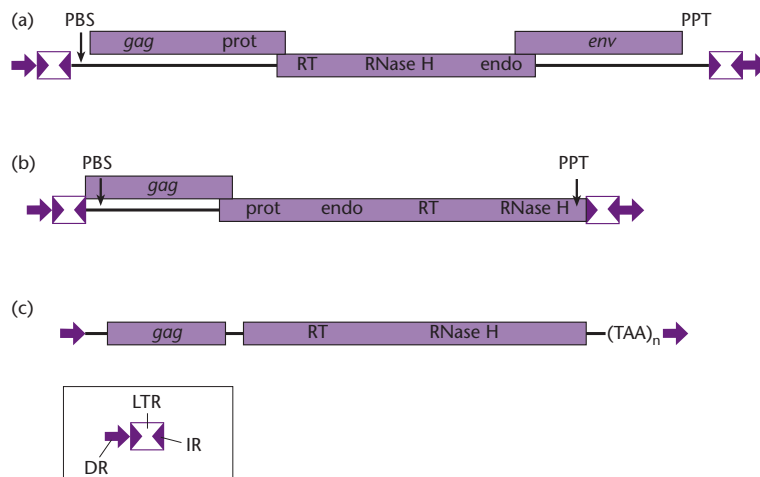 (a) PBS PPT
gag prot env
RT RNase H endo
(b) PBS PPT
gag
prot endo RT RNase H
(c)
gag RT RNase H (TAA)n
LTR
IR
DR